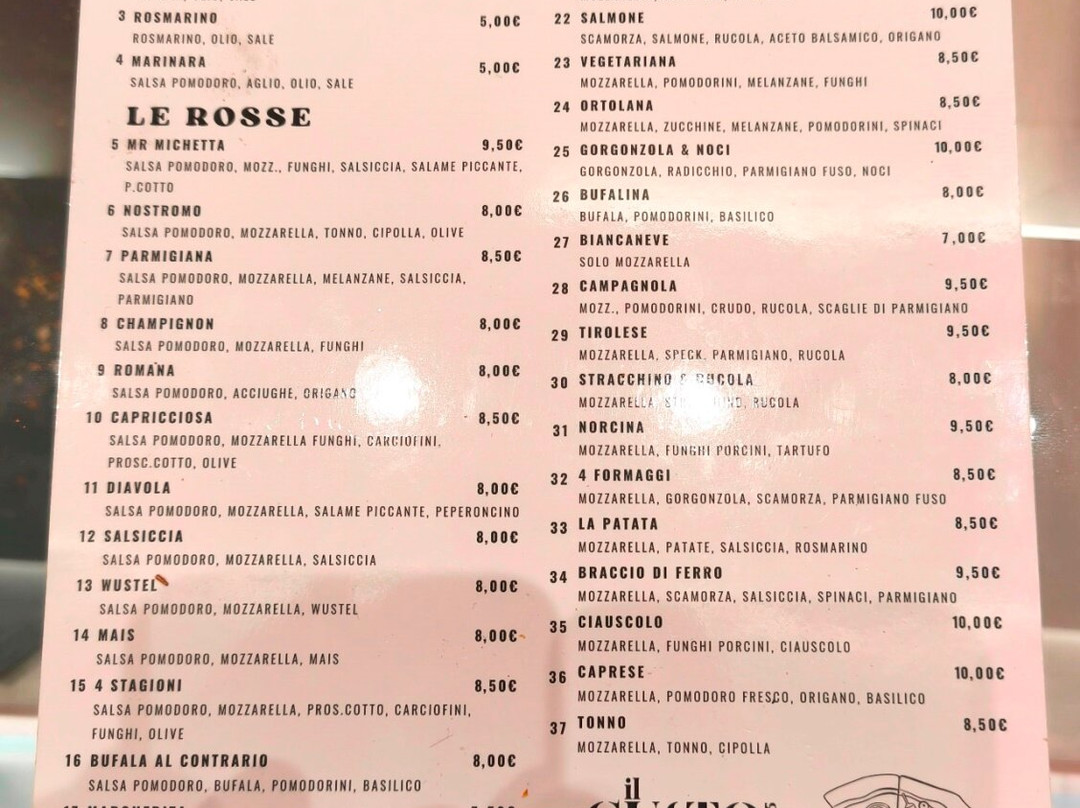 3 ROSMARINO 5,00€
ROSMARINO, OLIO, SALE
4 MARINARA 5,00€
SALSA POMODORO, AGLIO, OLIO, SALE
LE ROSSE
5 MR MICHETTA 9,50€
SALSA POMODORO, MOZZ., FUNGHI, SALSICCIA, SALAME PICCANTE,
P.COTTO
6 NOSTROMO 8,00€
SALSA POMODORO, MOZZARELLA, TONNO, CIPOLLA, OLIVE
7 PARMIGIANA 8,50€
SALSA POMODORO, MOZZARELLA, MELANZANE, SALSICCIA,
PARMIGIANO
8 CHAMPIGNON 8,00€
SALSA POMODORO, MOZZARELLA, FUNGHI
9 ROMANA 8,00€
SALSA POMODORO, ACCIUGHE, ORIGANO
10 CAPRICCIOSA 8,50€
SALSA POMODORO, MOZZARELLA FUNGHI, CARCIOFINI,
PROSC.COTTO, OLIVE
11 DIAVOLA 8,00€
SALSA POMODORO, MOZZARELLA, SALAME PICCANTE, PEPERONCINO
12 SALSICCIA 8,00€
SALSA POMODORO, MOZZARELLA, SALSICCIA
13 WUSTEL 8,00€
SALSA POMODORO, MOZZARELLA, WUSTEL
14 MAIS 8,00€
SALSA POMODORO, MOZZARELLA, MAIS
15 4 STAGIONI 8,50€
SALSA POMODORO, MOZZARELLA, PROS.COTTO, CARCIOFINI,
FUNGHI, OLIVE
16 BUFALA AL CONTRARIO 8,00€
SALSA POMODORO, BUFALA, POMODORINI, BASILICO
22 SALMONE 10,00€
SCAMORZA, SALMONE, RUCOLA, ACETO BALSAMICO, ORIGANO
23 VEGETARIANA 8,50€
MOZZARELLA, POMODORINI, MELANZANE, FUNGHI
24 ORTOLANA 8,50€
MOZZARELLA, ZUCCHINE, MELANZANE, POMODORINI, SPINACI
25 GORGONZOLA & NOCI 10,00€
GORGONZOLA, RADICCHIO, PARMIGIANO FUSO, NOCI
26 BUFALINA 8,00€
BUFALA, POMODORINI, BASILICO
27 BIANCANEVE 7,00€
SOLO MOZZARELLA
28 CAMPAGNOLA 9,50€
MOZZ., POMODORINI, CRUDO, RUCOLA, SCAGLIE DI PARMIGIANO
29 TIROLESE 9,50€
MOZZARELLA, SPECK. PARMIGIANO, RUCOLA
30 STRACCHINO & RUCOLA 8,00€
MOZZARELLA, RUCOLA
31 NORCINA 9,50€
MOZZARELLA, FUNGHI PORCINI, TARTUFO
32 4 FORMAGGI 8,50€
MOZZARELLA, GORGONZOLA, SCAMORZA, PARMIGIANO FUSO
33 LA PATATA 8,50€
MOZZARELLA, PATATE, SALSICCIA, ROSMARINO
34 BRACCIO DI FERRO 9,50€
MOZZARELLA, SCAMORZA, SALSICCIA, SPINACI, PARMIGIANO
35 CIAUSCOLO 10,00€
MOZZARELLA, FUNGHI PORCINI, CIAUSCOLO
36 CAPRESE 10,00€
MOZZARELLA, POMODORO FRESCO, ORIGANO, BASILICO
37 TONNO 8,50€
MOZZARELLA, TONNO, CIPOLLA
il